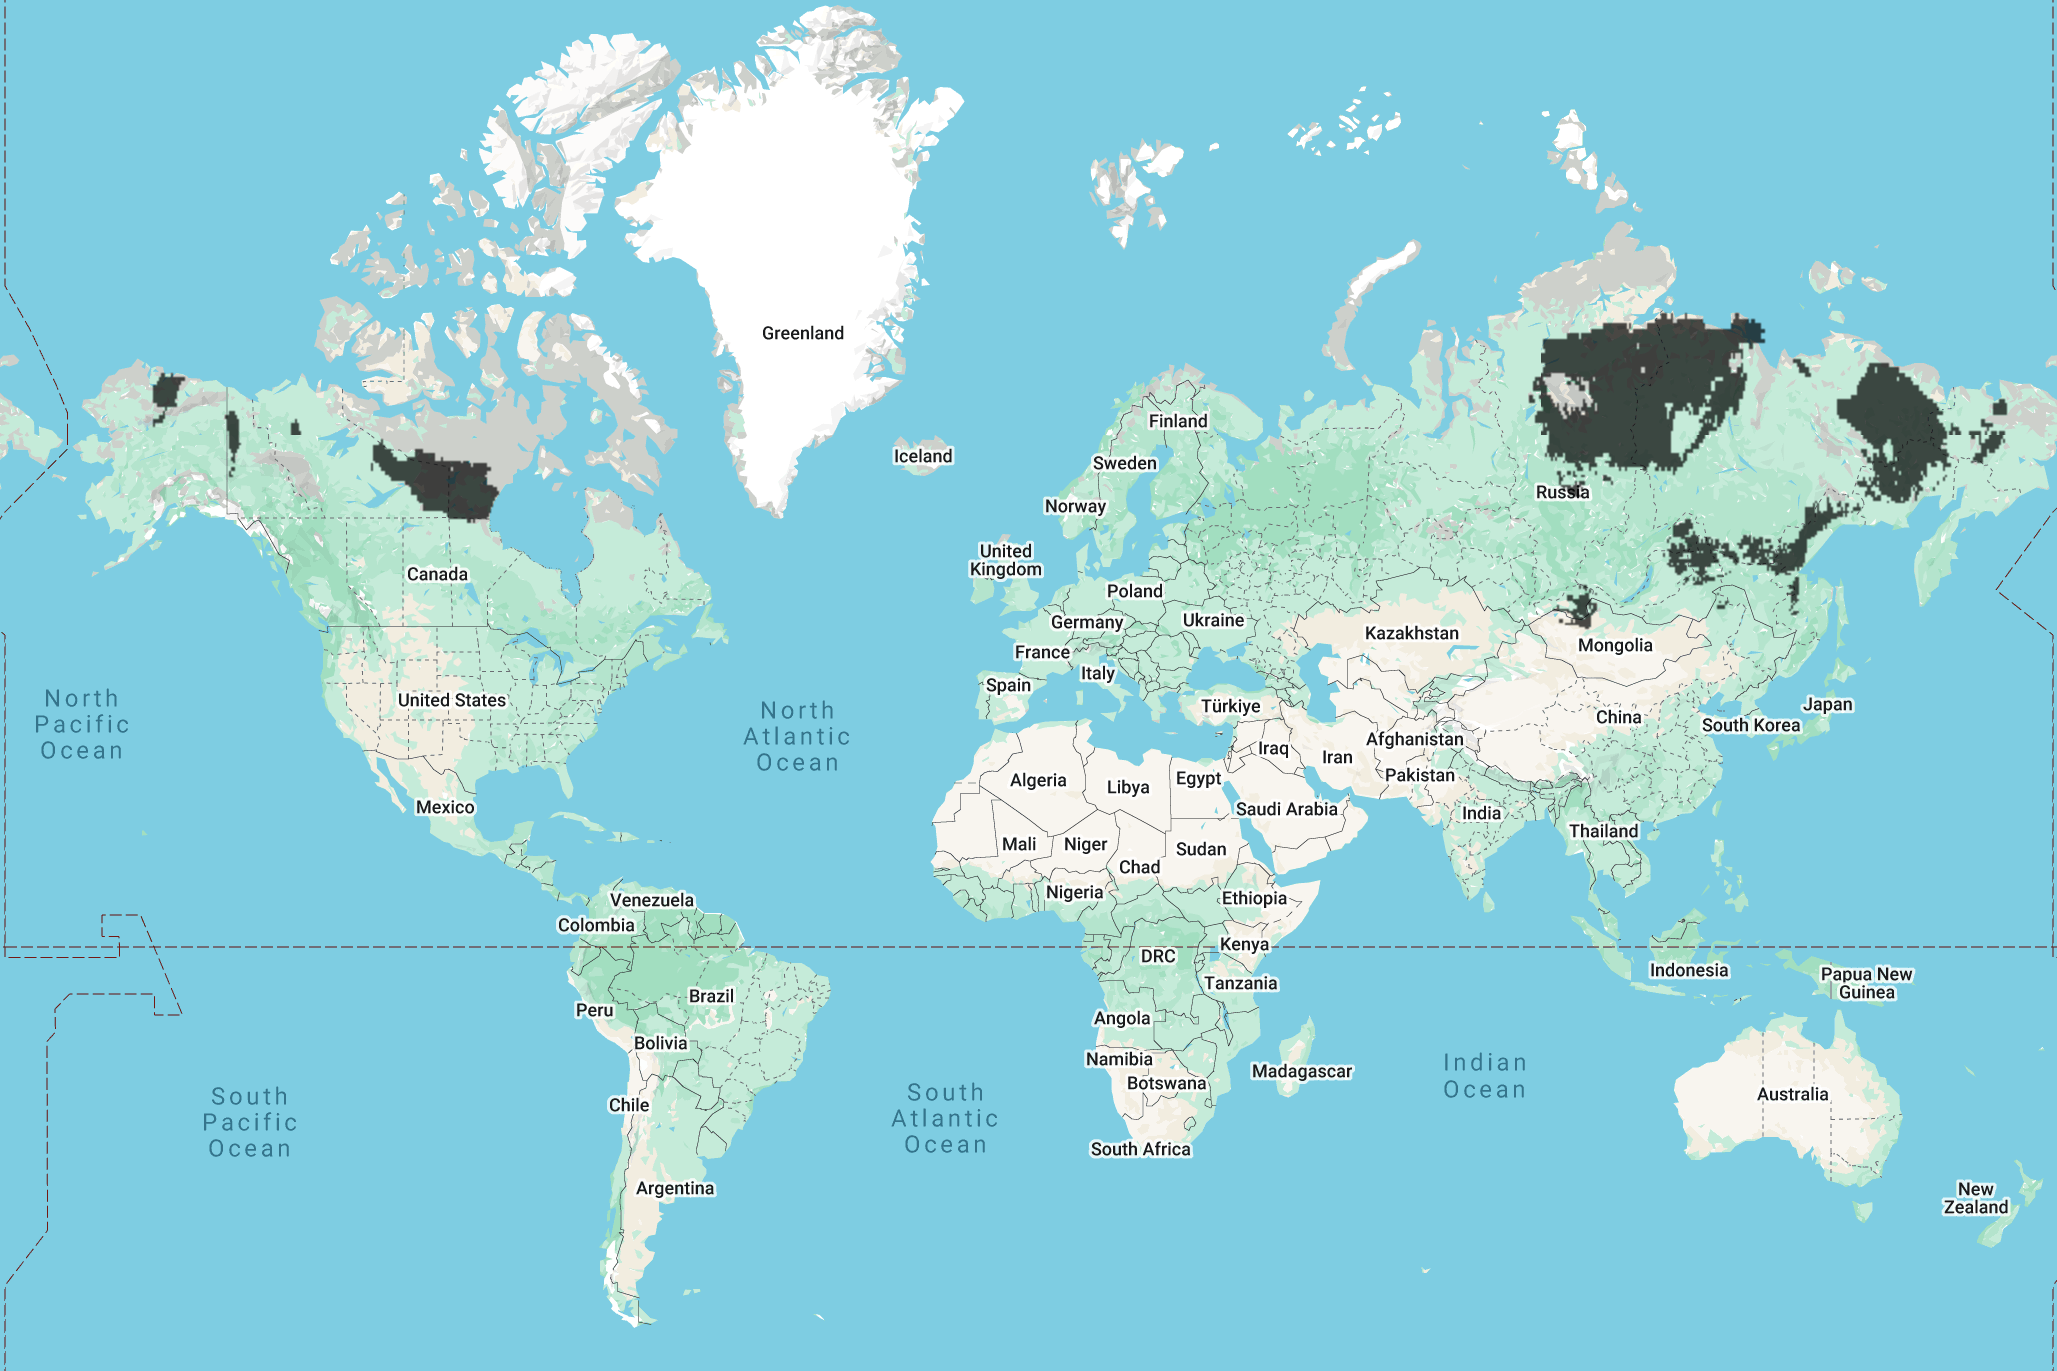 Greenland
Iceland
Finland
Sweden
Norway
Russia
United
Kingdom
Canada
Poland
Germany
Ukraine
Kazakhstan
Mongolia
France
Italy
Spain
United States
Türkiye
China
Japan
South Korea
North
Pacific
Ocean
North
Atlantic
Ocean
Iraq
Iran
Afghanistan
Pakistan
Algeria
Libya
Egypt
Saudi Arabia
India
Mexico
Thailand
Mali
Niger
Chad
Sudan
Nigeria
Ethiopia
Venezuela
Colombia
Kenya
DRC
Tanzania
Indonesia
Papua New
Guinea
Brazil
Peru
Angola
Bolivia
Namibia
Botswana
Madagascar
Indian
Ocean
Australia
Chile
South
Pacific
Ocean
South
Atlantic
Ocean
South Africa
Argentina
New
Zealand